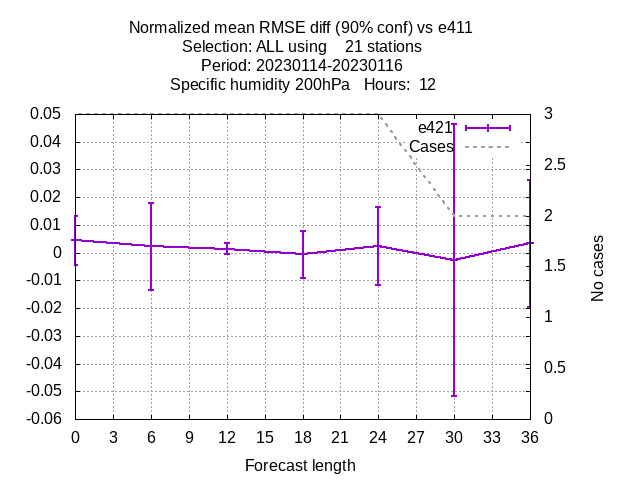 Normalized mean RMSE diff (90% conf) vs e411
Selection: ALL using    21 stations
Period: 20230114-20230116
Specific humidity 200hPa   Hours:  12
0.05
0.04
0.03
0.02
0.01
0
-0.01
-0.02
-0.03
-0.04
-0.05
-0.06
e421
Cases
3
2.5
2
1.5
1
0.5
0
No cases
0 3 6 9 12 15 18 21 24 27 30 33 36
Forecast length